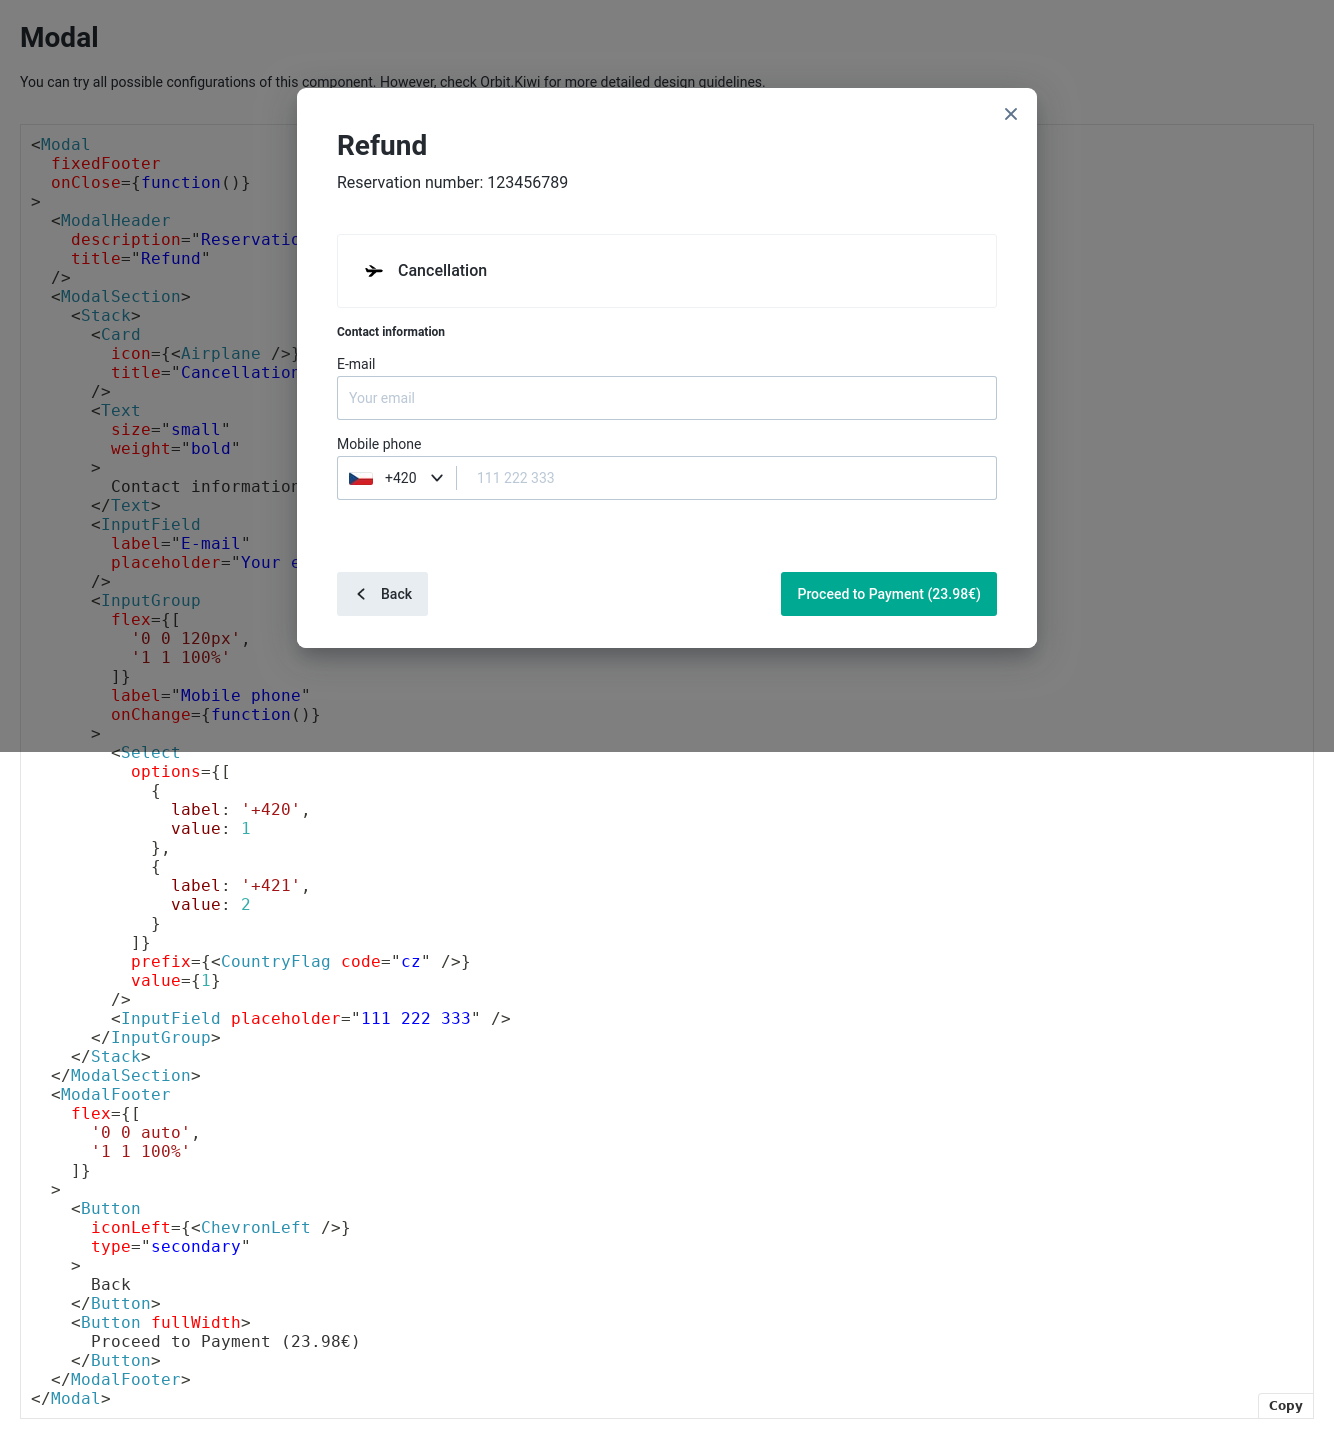 Modal
You can try all possible configurations of this component. However, check Orbit.Kiwi for more detailed design guidelines.
<Modal
fixedFooter
onClose={function()}
>
<ModalHeader
description="Reservatio
title="Refund"
/>
<ModalSection>
<Stack>
<Card
icon={<Airplane />}
title="Cancellation
/>
<Text
size="small"
weight="bold"
>
Contact information
</Text>
<InputField
label="E-mail"
placeholder="Your e
/>
<InputGroup
flex={[
'0 0 120px',
'1 1 100%'
]}
label="Mobile phone"
onChange={function()}
>
<Select
options={[
{
label: '+420',
value: 1
},
{
label: '+421',
value: 2
}
]}
prefix={<CountryFlag code="cz" />}
value={1}
/>
<InputField placeholder="111 222 333" />
</InputGroup>
</Stack>
</ModalSection>
<ModalFooter
flex={[
'0 0 auto',
'1 1 100%'
]}
>
<Button
iconLeft={<ChevronLeft />}
type="secondary"
>
Back
</Button>
<Button fullWidth>
Proceed to Payment (23.98€)
</Button>
</ModalFooter>
</Modal>
Copy
Refund
Reservation number: 123456789
Cancellation
Contact information
E-mail
Your email
Mobile phone
+420 111 222 333
Back
Proceed to Payment (23.98€)